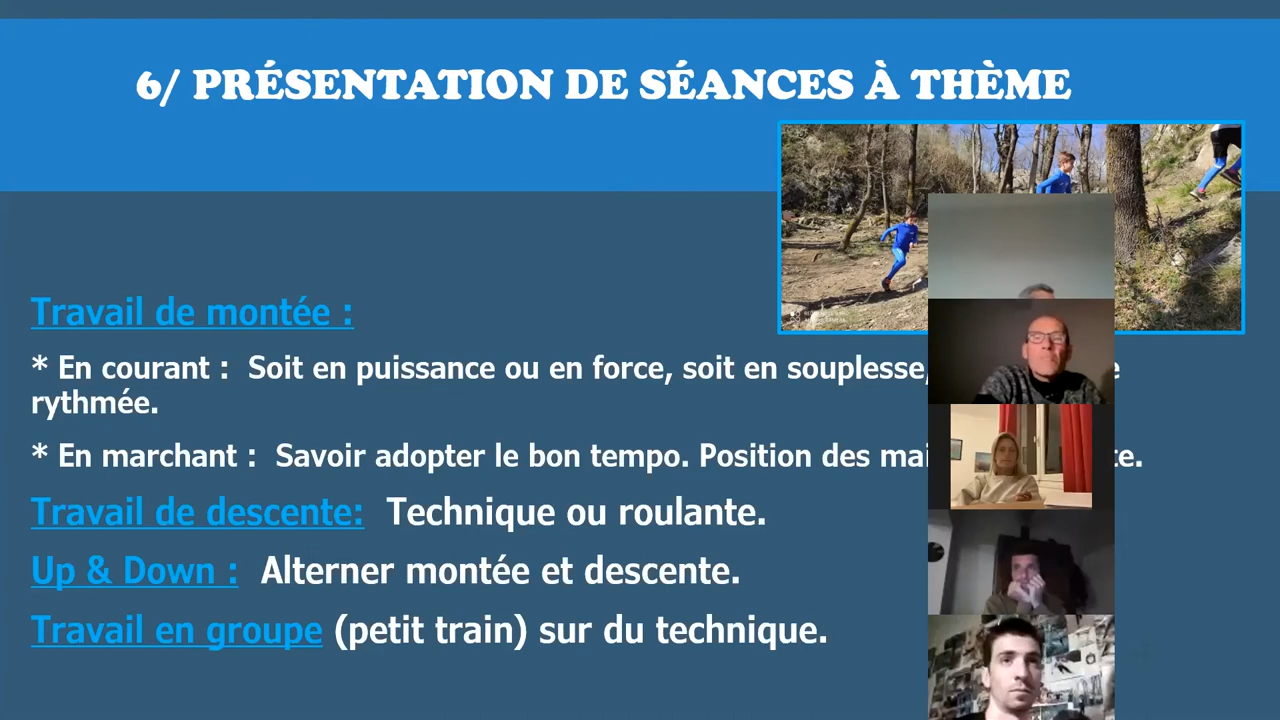 6/ PRÉSENTATION DE SÉANCES À THÈME
Travail de montée :
* En courant : Soit en puissance ou en force, soit en souplesse,
rythmée.
* En marchant : Savoir adopter le bon tempo. Position des
Travail de descente: Technique ou roulante.
Up & Down : Alterner montée et descente.
Travail en groupe (petit train) sur du technique.